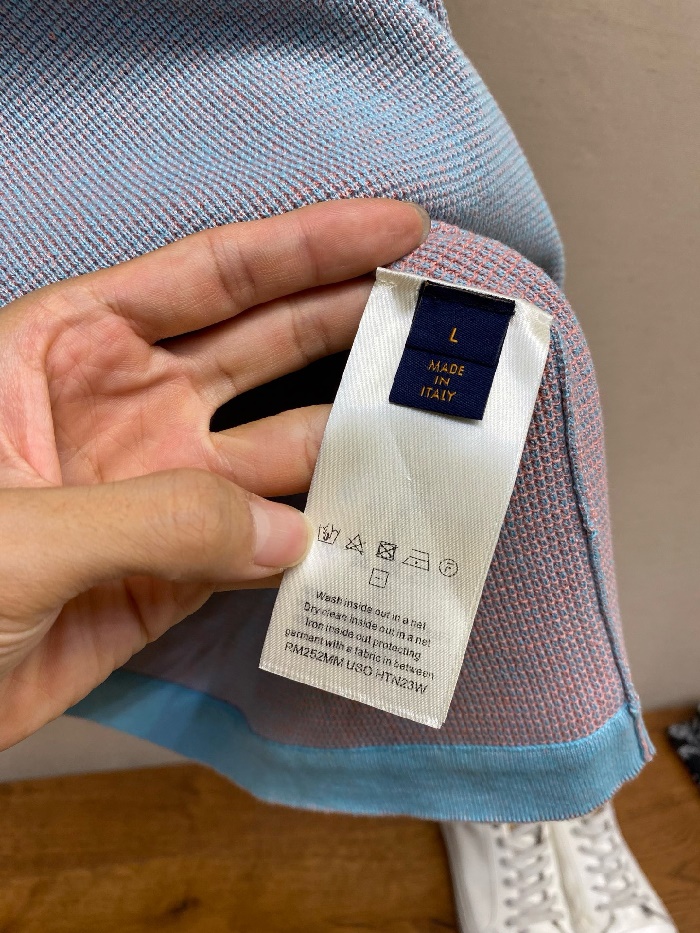 L
MADE
IN
ITALY
Wash inside out in a net
Dry clean inside out in a net
Iron inside out protecting
garment with a fabric in between
RM252MM USO HTN23W